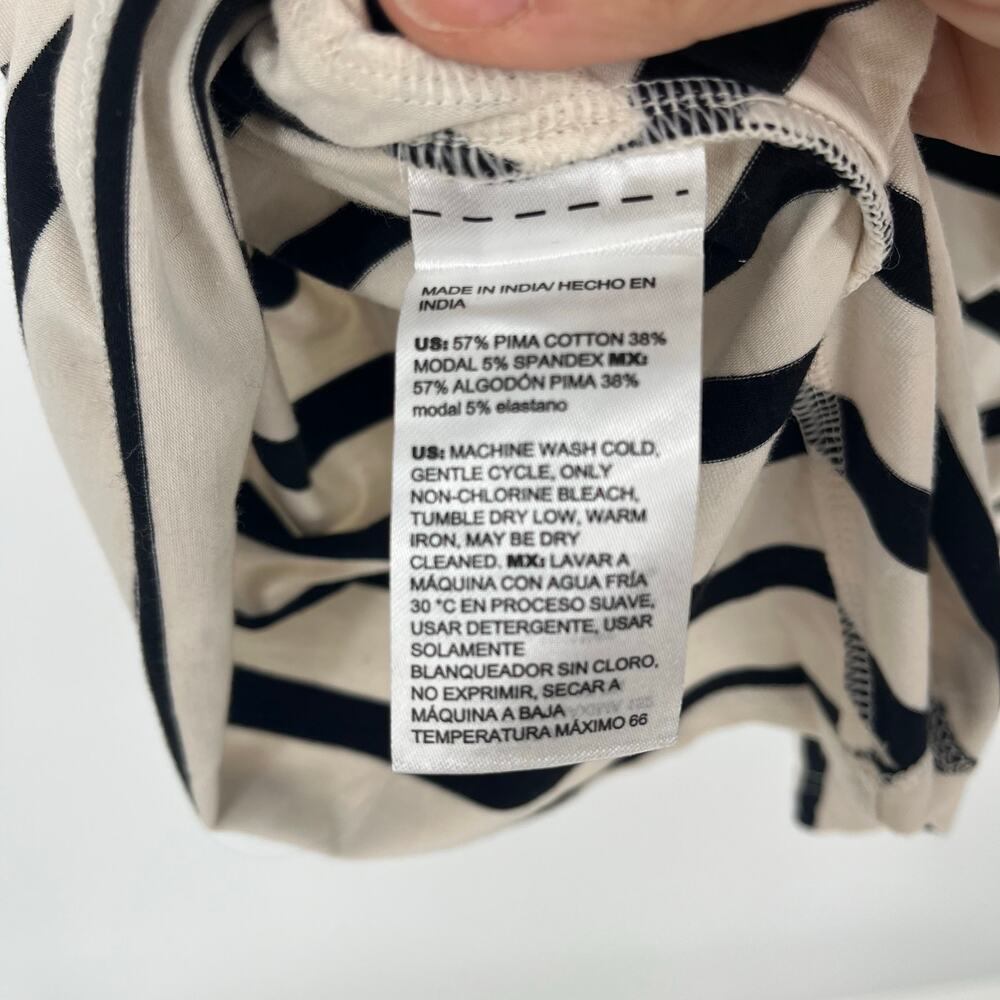 MADE IN INDIA/ HECHO EN
INDIA
US: 57% PIMA COTTON 38%
MODAL 5% SPANDEX MX:
57% ALGODÓN PIMA 38%
modal 5% elastano
US: MACHINE WASH COLD,
GENTLE CYCLE, ONLY
NON-CHLORINE BLEACH,
TUMBLE DRY LOW, WARM
IRON, MAY BE DRY
CLEANED. MX: LAVAR A
MÁQUINA CON AGUA FRÍA
30 °C EN PROCESO SUAVE,
USAR DETERGENTE, USAR
SOLAMENTE
BLANQUEADOR SIN CLORO,
NO EXPRIMIR, SECAR A
MÁQUINA A BAJA
TEMPERATURA MÁXIMO 66